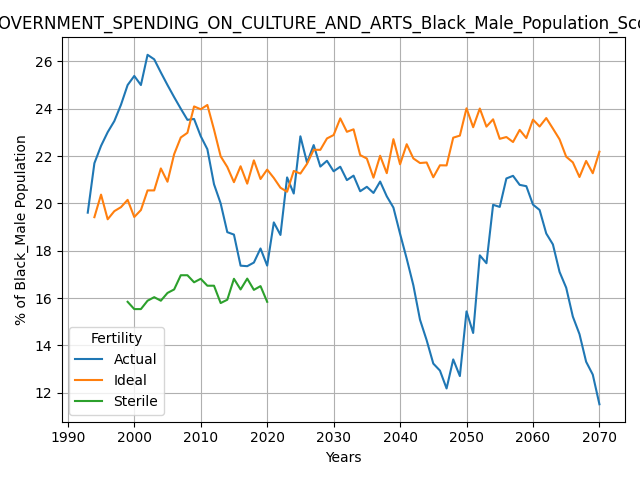 OVERNMENT_SPENDING_ON_CULTURE_AND_ARTS_Black_Male_Population_Sco
% of Black_Male Population
26
24
22
20
18
16
14
12
Fertility
Actual
Ideal
Sterile
1990 2000 2010 2020 2030 2040 2050 2060 2070
Years